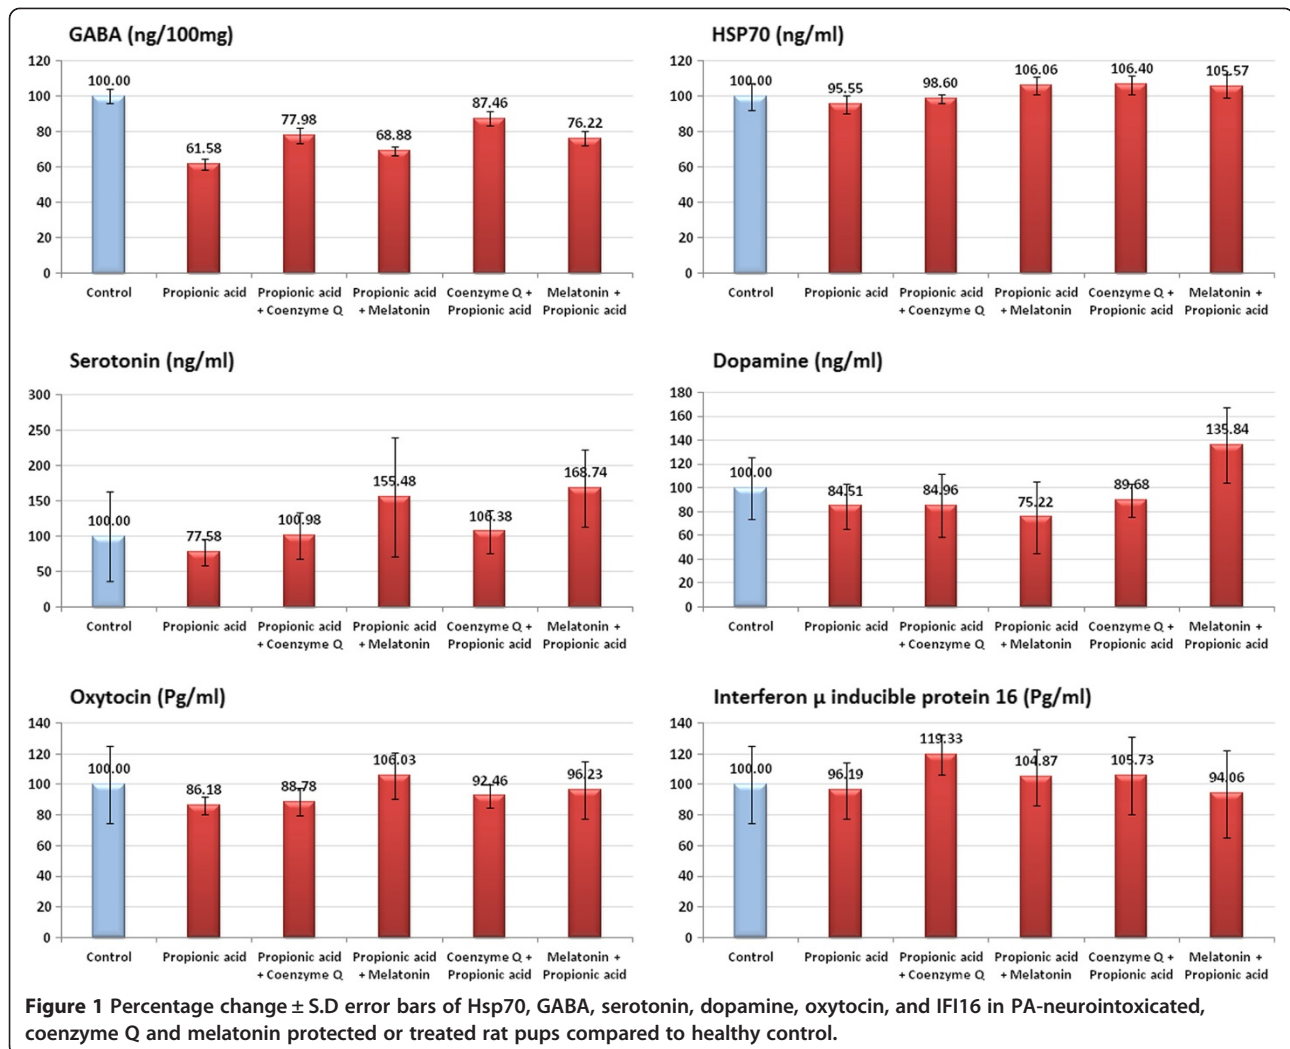 GABA (ng/100mg)
120
100
80
60
40
20
0
100.00
61.58
77.98
68.88
87.46
76.22
Control
Propionic acid
Propionic acid
+ Coenzyme Q
Propionic acid
+ Melatonin
Coenzyme Q +
Propionic acid
Melatonin +
Propionic acid
HSP70 (ng/ml)
120
100
80
60
40
20
0
100.00
95.55
98.60
106.06
106.40
105.57
Control
Propionic acid
Propionic acid
+ Coenzyme Q
Propionic acid
+ Melatonin
Coenzyme Q +
Propionic acid
Melatonin +
Propionic acid
Serotonin (ng/ml)
300
250
200
150
100
50
0
100.00
77.58
100.98
155.48
106.38
168.74
Control
Propionic acid
Propionic acid
+ Coenzyme Q
Propionic acid
+ Melatonin
Coenzyme Q +
Propionic acid
Melatonin +
Propionic acid
Dopamine (ng/ml)
180
160
140
120
100
80
60
40
20
0
100.00
84.51
84.96
75.22
89.68
135.84
Control
Propionic acid
Propionic acid
+ Coenzyme Q
Propionic acid
+ Melatonin
Coenzyme Q +
Propionic acid
Melatonin +
Propionic acid
Oxytocin (Pg/ml)
140
120
100
80
60
40
20
0
100.00
86.18
88.78
106.03
92.46
96.23
Control
Propionic acid
Propionic acid
+ Coenzyme Q
Propionic acid
+ Melatonin
Coenzyme Q +
Propionic acid
Melatonin +
Propionic acid
Interferon μ inducible protein 16 (Pg/ml)
140
120
100
80
60
40
20
0
100.00
96.19
119.33
104.87
105.73
94.06
Control
Propionic acid
Propionic acid
+ Coenzyme Q
Propionic acid
+ Melatonin
Coenzyme Q +
Propionic acid
Melatonin +
Propionic acid
Figure 1 Percentage change ± S.D error bars of Hsp70, GABA, serotonin, dopamine, oxytocin, and IFI16 in PA-neurointoxicated,
coenzyme Q and melatonin protected or treated rat pups compared to healthy control.